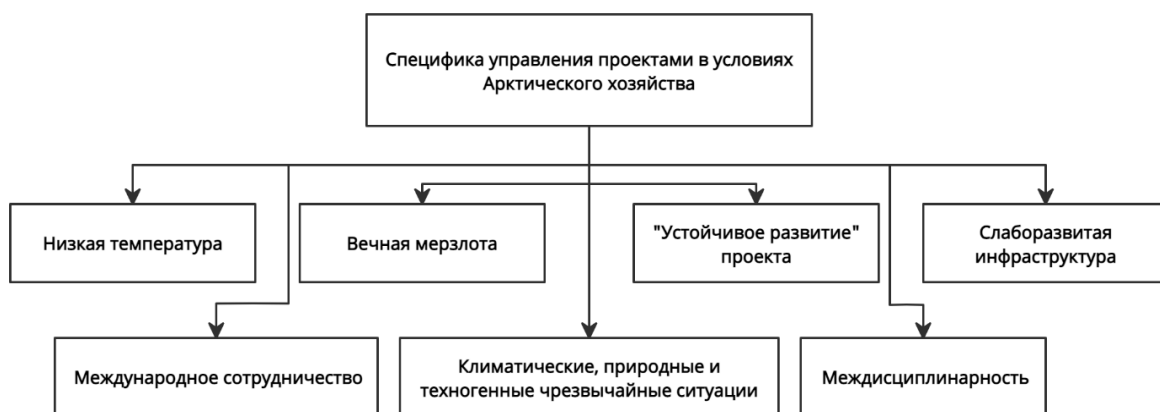 Специфика управления проектами в условиях
Арктического хозяйства
Низкая температура
Вечная мерзлота
"Устойчивое развитие"
проекта
Слаборазвитая
инфраструктура
Международное сотрудничество
Климатические, природные и
техногенные чрезвычайные ситуации
Междисциплинарность